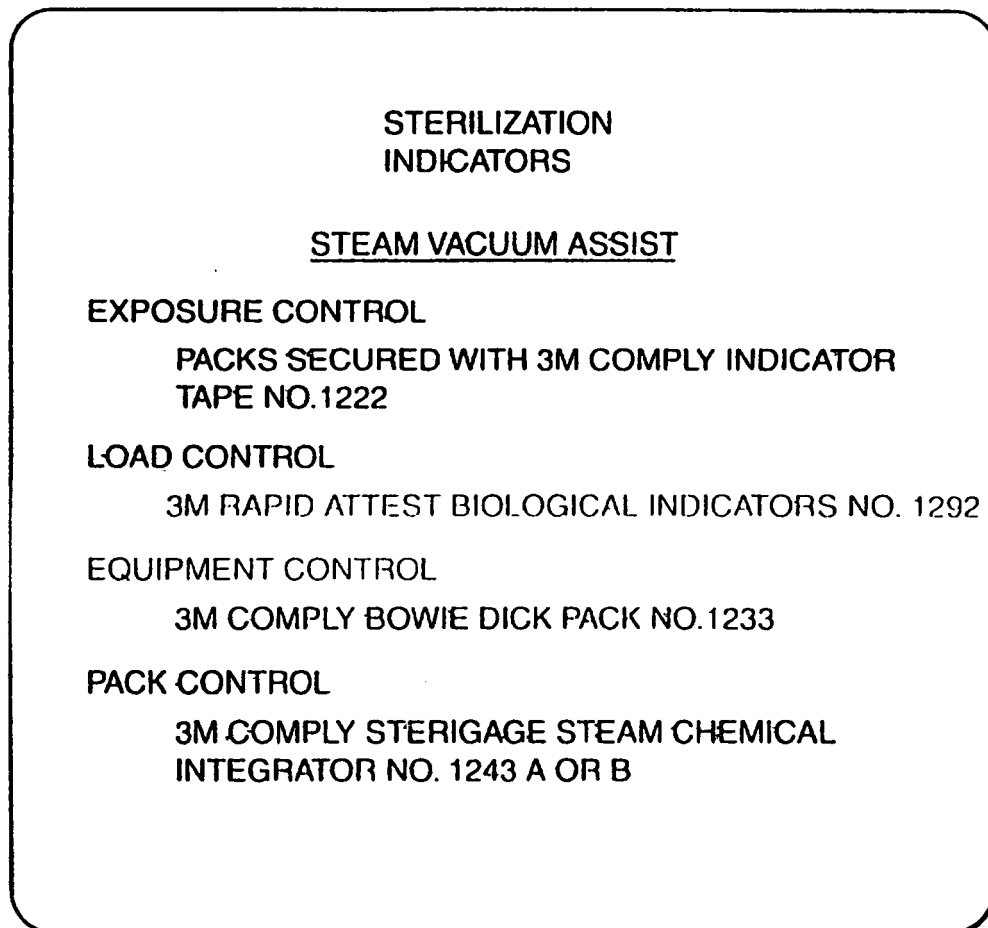 STERILIZATION
INDICATORS
STEAM VACUUM ASSIST
EXPOSURE CONTROL
PACKS SECURED WITH 3M COMPLY INDICATOR
TAPE NO.1222
LOAD CONTROL
3M RAPID ATTEST BIOLOGICAL INDICATORS NO. 1292
EQUIPMENT CONTROL
3M COMPLY BOWIE DICK PACK NO.1233
PACK CONTROL
3M COMPLY STERIGAGE STEAM CHEMICAL
INTEGRATOR NO. 1243 A OR B